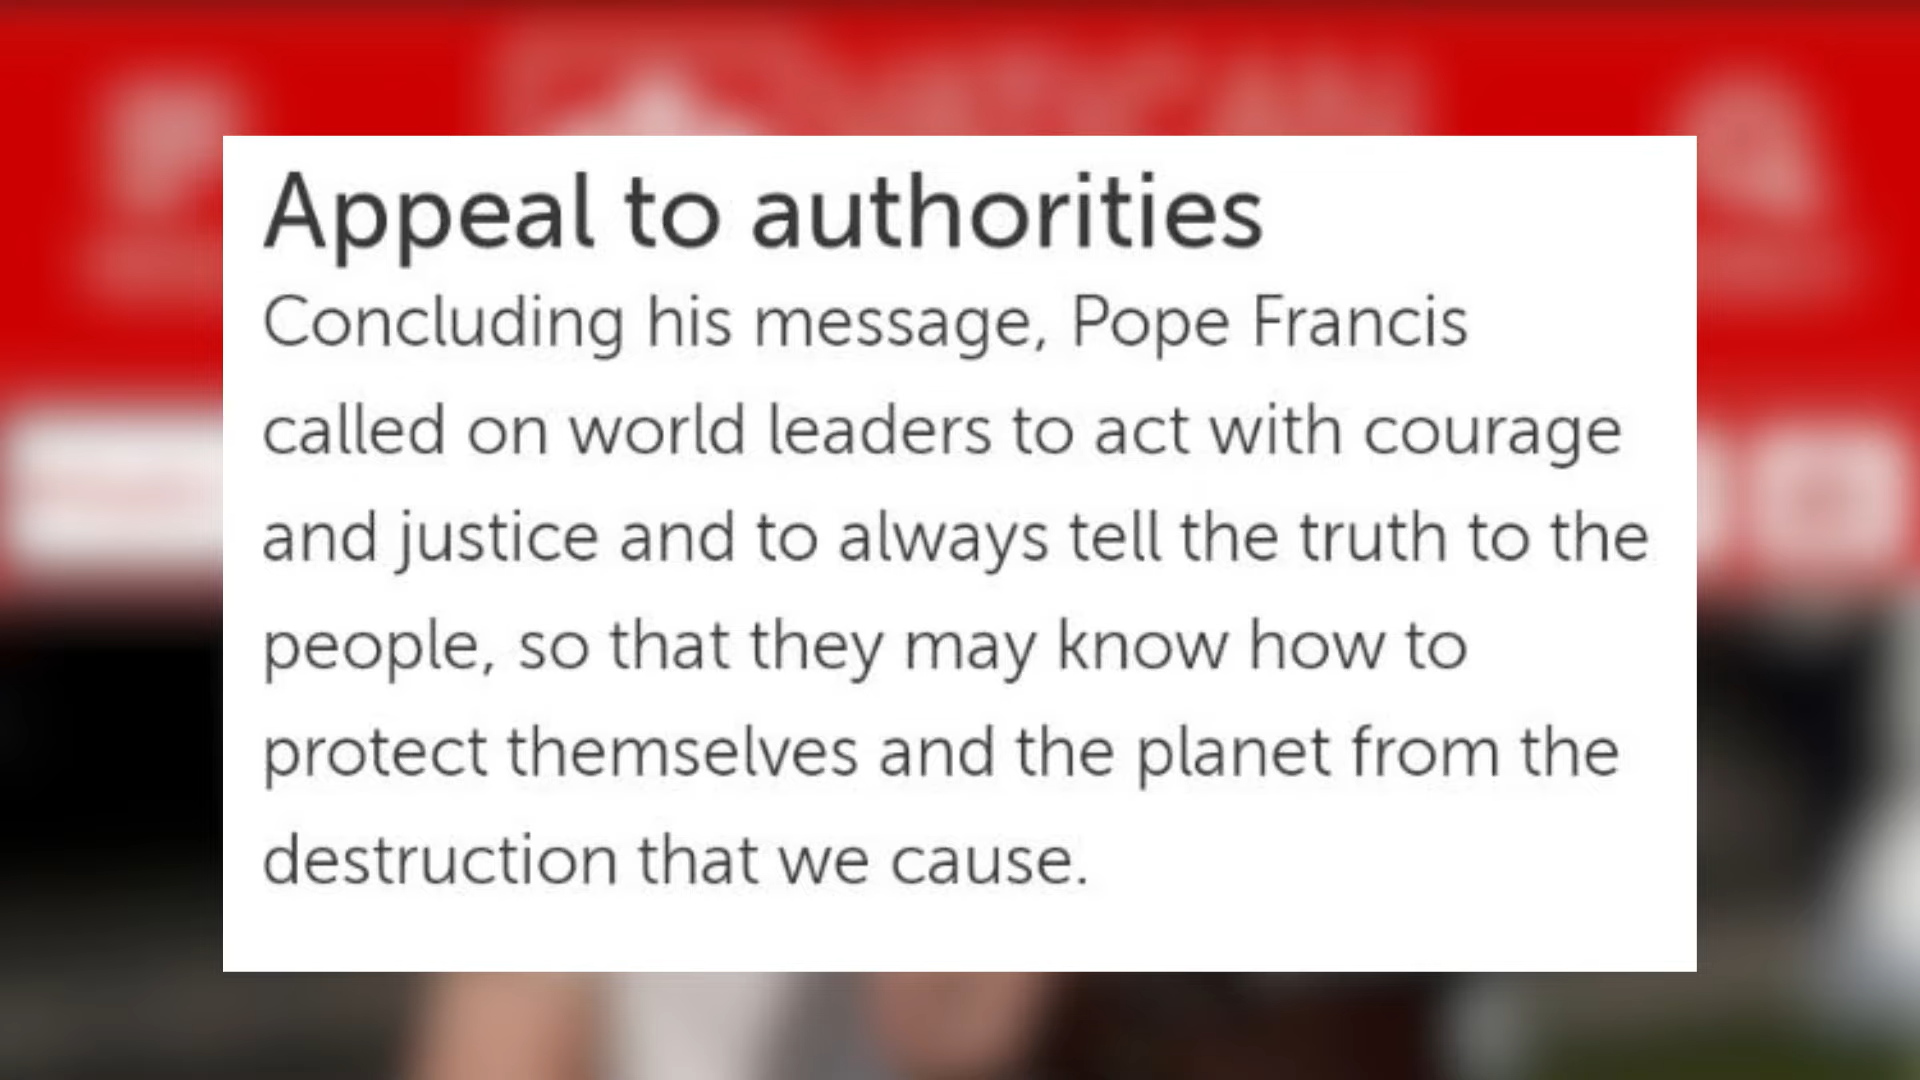 Appeal to authorities
Concluding his message, Pope Francis
called on world leaders to act with courage
and justice and to always tell the truth to the
people, so that they may know how to
protect themselves and the planet from the
destruction that we cause.